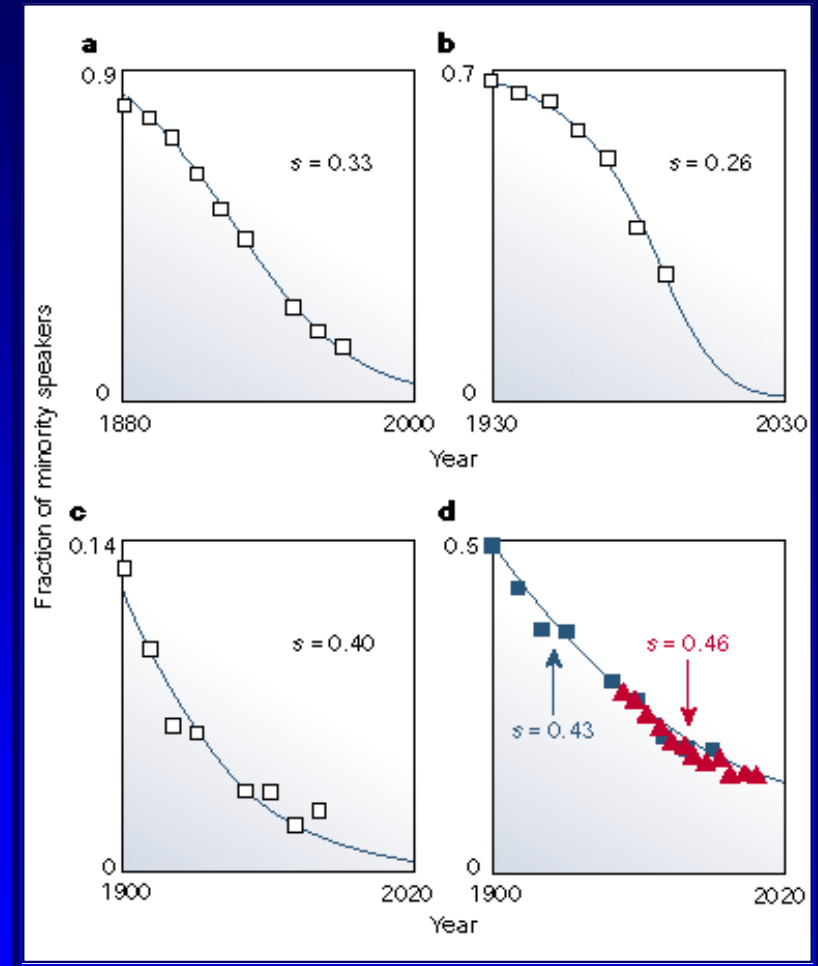 a
0.9
s = 0.33
0
1880 2000
b
0.7
s = 0.26
0
1930 2030
Year
Year
Fraction of minority speakers
c
0.14
s = 0.40
0
1900 2020
Year
d
0.5
s = 0.46
s = 0.43
0
1900 2020